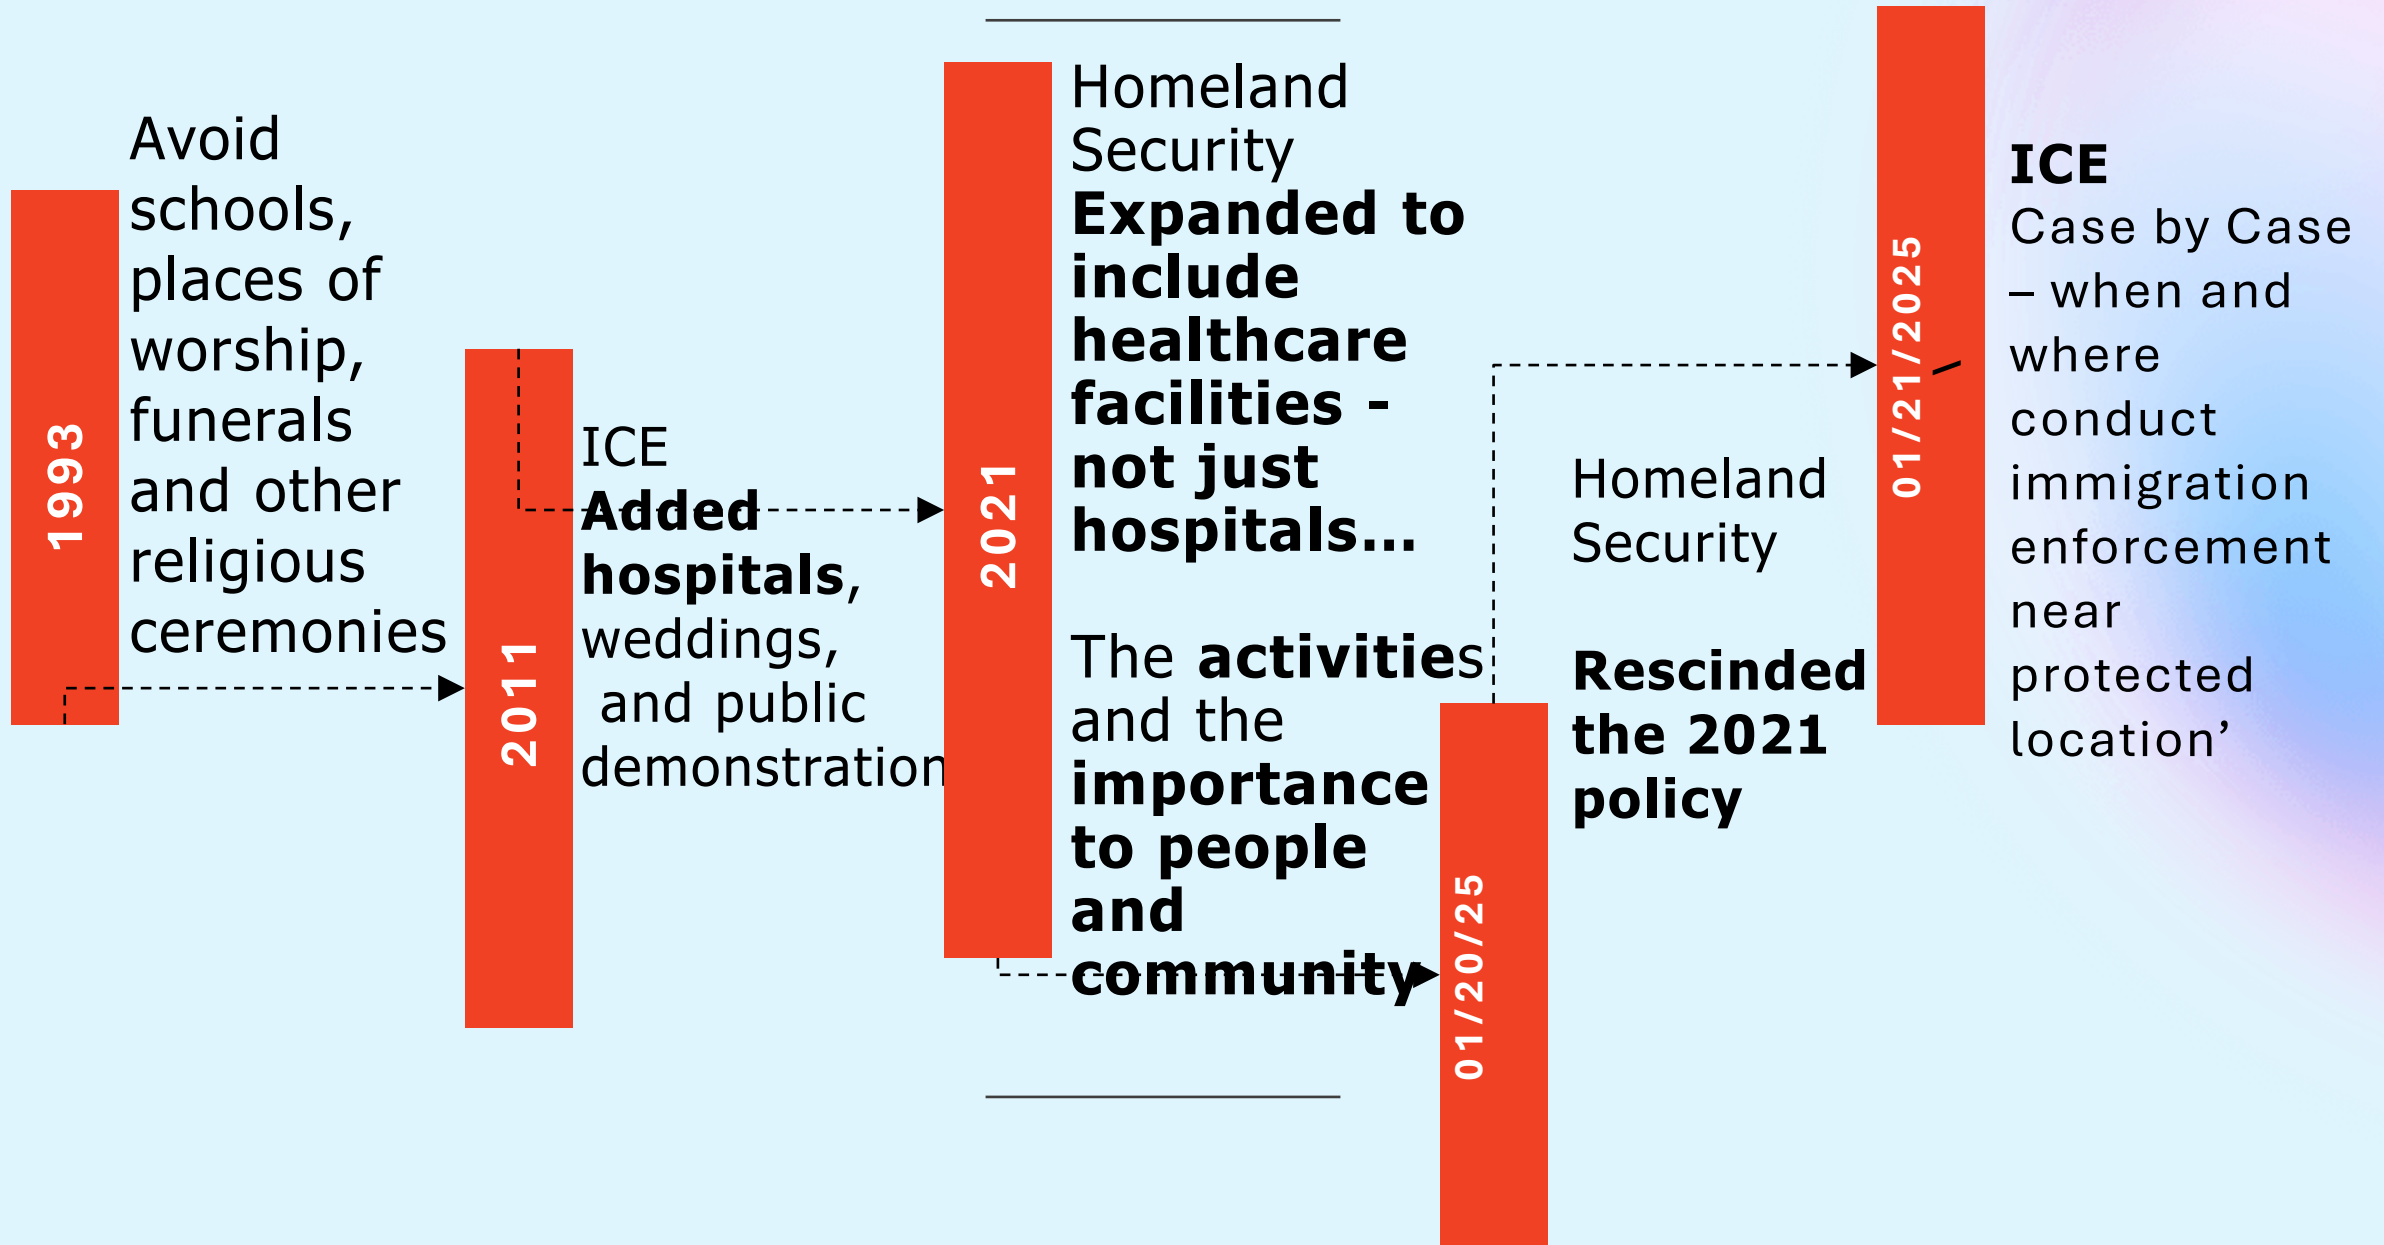 1993
Avoid
schools,
places of
worship,
funerals
and other
religious
ceremonies
2011
ICE
Added
hospitals,
weddings,
and public
demonstration
2021
Homeland
Security
Expanded to
include
healthcare
facilities -
not just
hospitals...
The activities
and the
importance
to people
and
community
01/20/25
Homeland
Security
Rescinded
the 2021
policy
01/21/2025
\
ICE
Case by Case
– when and
where
conduct
immigration
enforcement
near
protected
location’